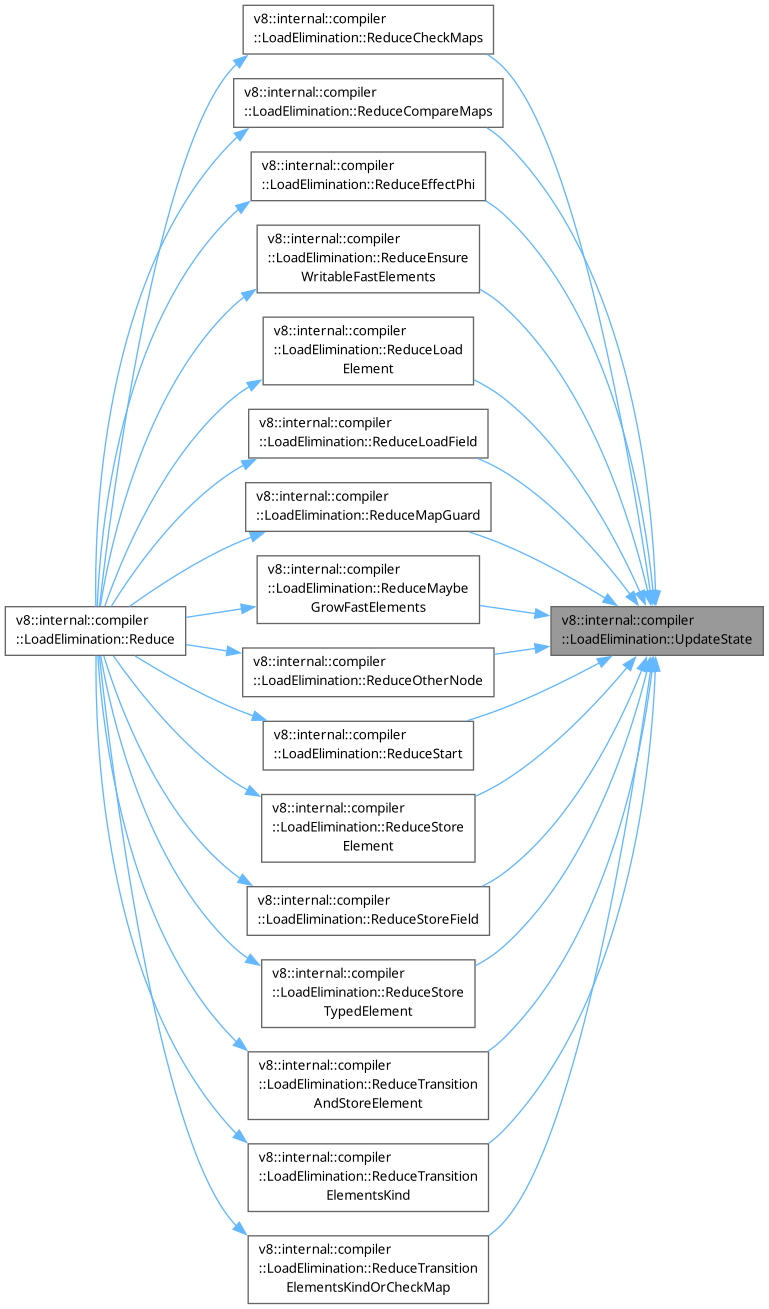 v8::internal::compiler
::LoadElimination::ReduceCheckMaps
v8::internal::compiler
::LoadElimination::ReduceCompareMaps
v8::internal::compiler
::LoadElimination::ReduceEffectPhi
v8::internal::compiler
::LoadElimination::ReduceEnsure
WritableFastElements
v8::internal::compiler
::LoadElimination::ReduceLoad
Element
v8::internal::compiler
::LoadElimination::ReduceLoadField
v8::internal::compiler
::LoadElimination::ReduceMapGuard
v8::internal::compiler
::LoadElimination::ReduceMaybe
GrowFastElements
v8::internal::compiler
::LoadElimination::Reduce
v8::internal::compiler
::LoadElimination::UpdateState
v8::internal::compiler
::LoadElimination::ReduceOtherNode
v8::internal::compiler
::LoadElimination::ReduceStart
v8::internal::compiler
::LoadElimination::ReduceStore
Element
v8::internal::compiler
::LoadElimination::ReduceStoreField
v8::internal::compiler
::LoadElimination::ReduceStore
TypedElement
v8::internal::compiler
::LoadElimination::ReduceTransition
AndStoreElement
v8::internal::compiler
::LoadElimination::ReduceTransition
ElementsKind
v8::internal::compiler
::LoadElimination::ReduceTransition
ElementsKindOrCheckMap